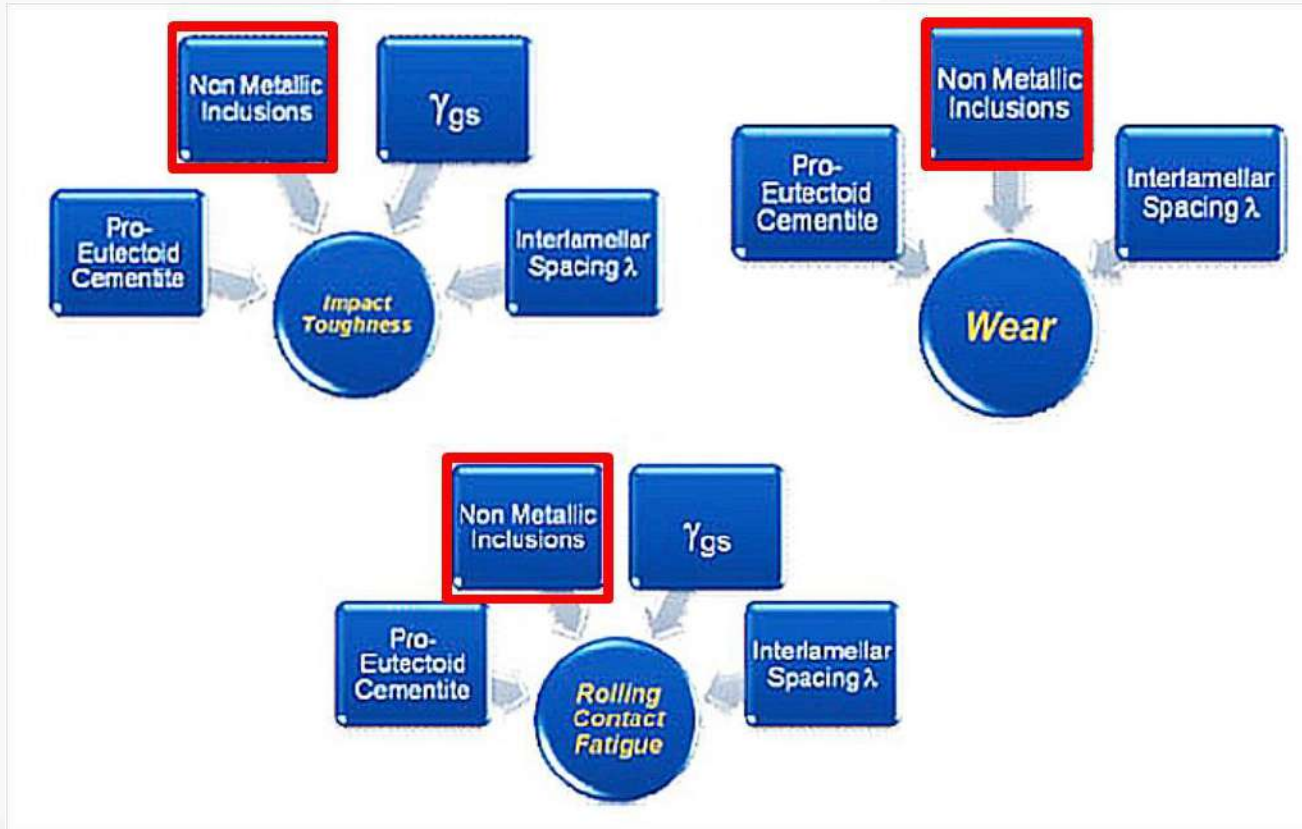 Non Metallic
Inclusions
γgs
Pro-
Eutectoid
Cementite
Interlamellar
Spacing λ
Impact
Toughness
Non Metallic
Inclusions
Pro-
Eutectoid
Cementite
Interlamellar
Spacing λ
Wear
Non Metallic
Inclusions
γgs
Pro-
Eutectoid
Cementite
Interlamellar
Spacing λ
Rolling
Contact
Fatigue